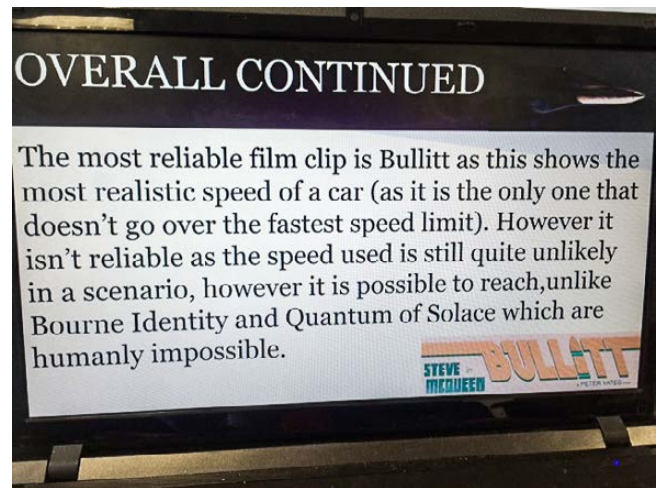 OVERALL CONTINUED
The most reliable film clip is Bullitt as this shows the
most realistic speed of a car (as it is the only one that
doesn't go over the fastest speed limit). However it
isn't reliable as the speed used is still quite unlikely
in a scenario, however it is possible to reach,unlike
Bourne Identity and Quantum of Solace which are
humanly impossible.
STEVE in
McQUEEN
BULLITT
PETER YATES